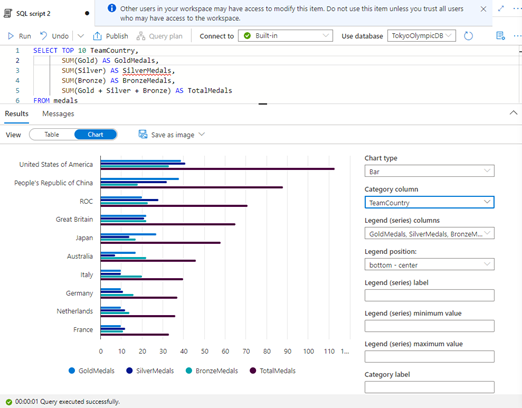 SQL script 2
Other users in your workspace may have access to modify this item. Do not use this item unless you trust all
users who may have access to the workspace.
Run Undo Publish Query plan Connect to Built-in Use database TokyoOlympicDB
1 SELECT TOP 10 TeamCountry,
2 SUM(Gold) AS GoldMedals,
3 SUM(Silver) AS SilverMedals,
4 SUM(Bronze) AS BronzeMedals,
5 SUM(Gold + Silver + Bronze) AS TotalMedals
6 FROM medals
Results Messages
View Table Chart Save as image
United States of America
People's Republic of China
ROC
Great Britain
Japan
Australia
Italy
Germany
Netherlands
France
0 10 20 30 40 50 60 70 80 90 100 110 1...
GoldMedals SilverMedals BronzeMedals TotalMedals
Chart type
Bar
Category column
TeamCountry
Legend (series) columns
GoldMedals, SilverMedals, BronzeM...
Legend position:
bottom - center
Legend (series) label
Legend (series) minimum value
Legend (series) maximum value
Category label
00:00:01 Query executed successfully.